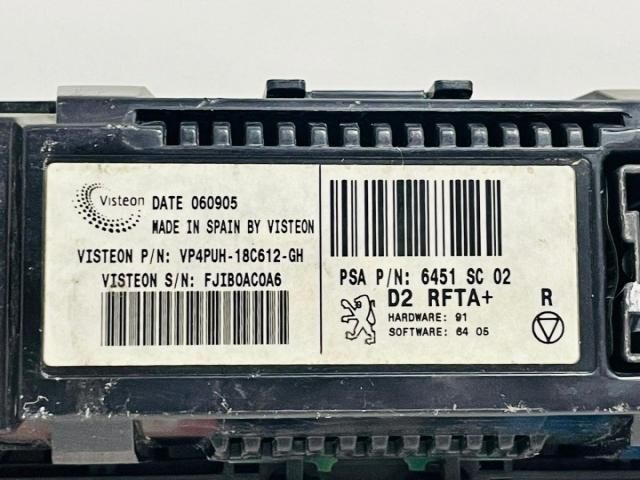 Visteon DATE 060905
MADE IN SPAIN BY VISTEON
VISTEON P/N: VP4PUH-18C612-GH
VISTEON S/N: FJIB0AC0A6
PSA P/N: 6451 SC 02
D2 RFTA+ R
HARDWARE: 91
SOFTWARE: 64 05